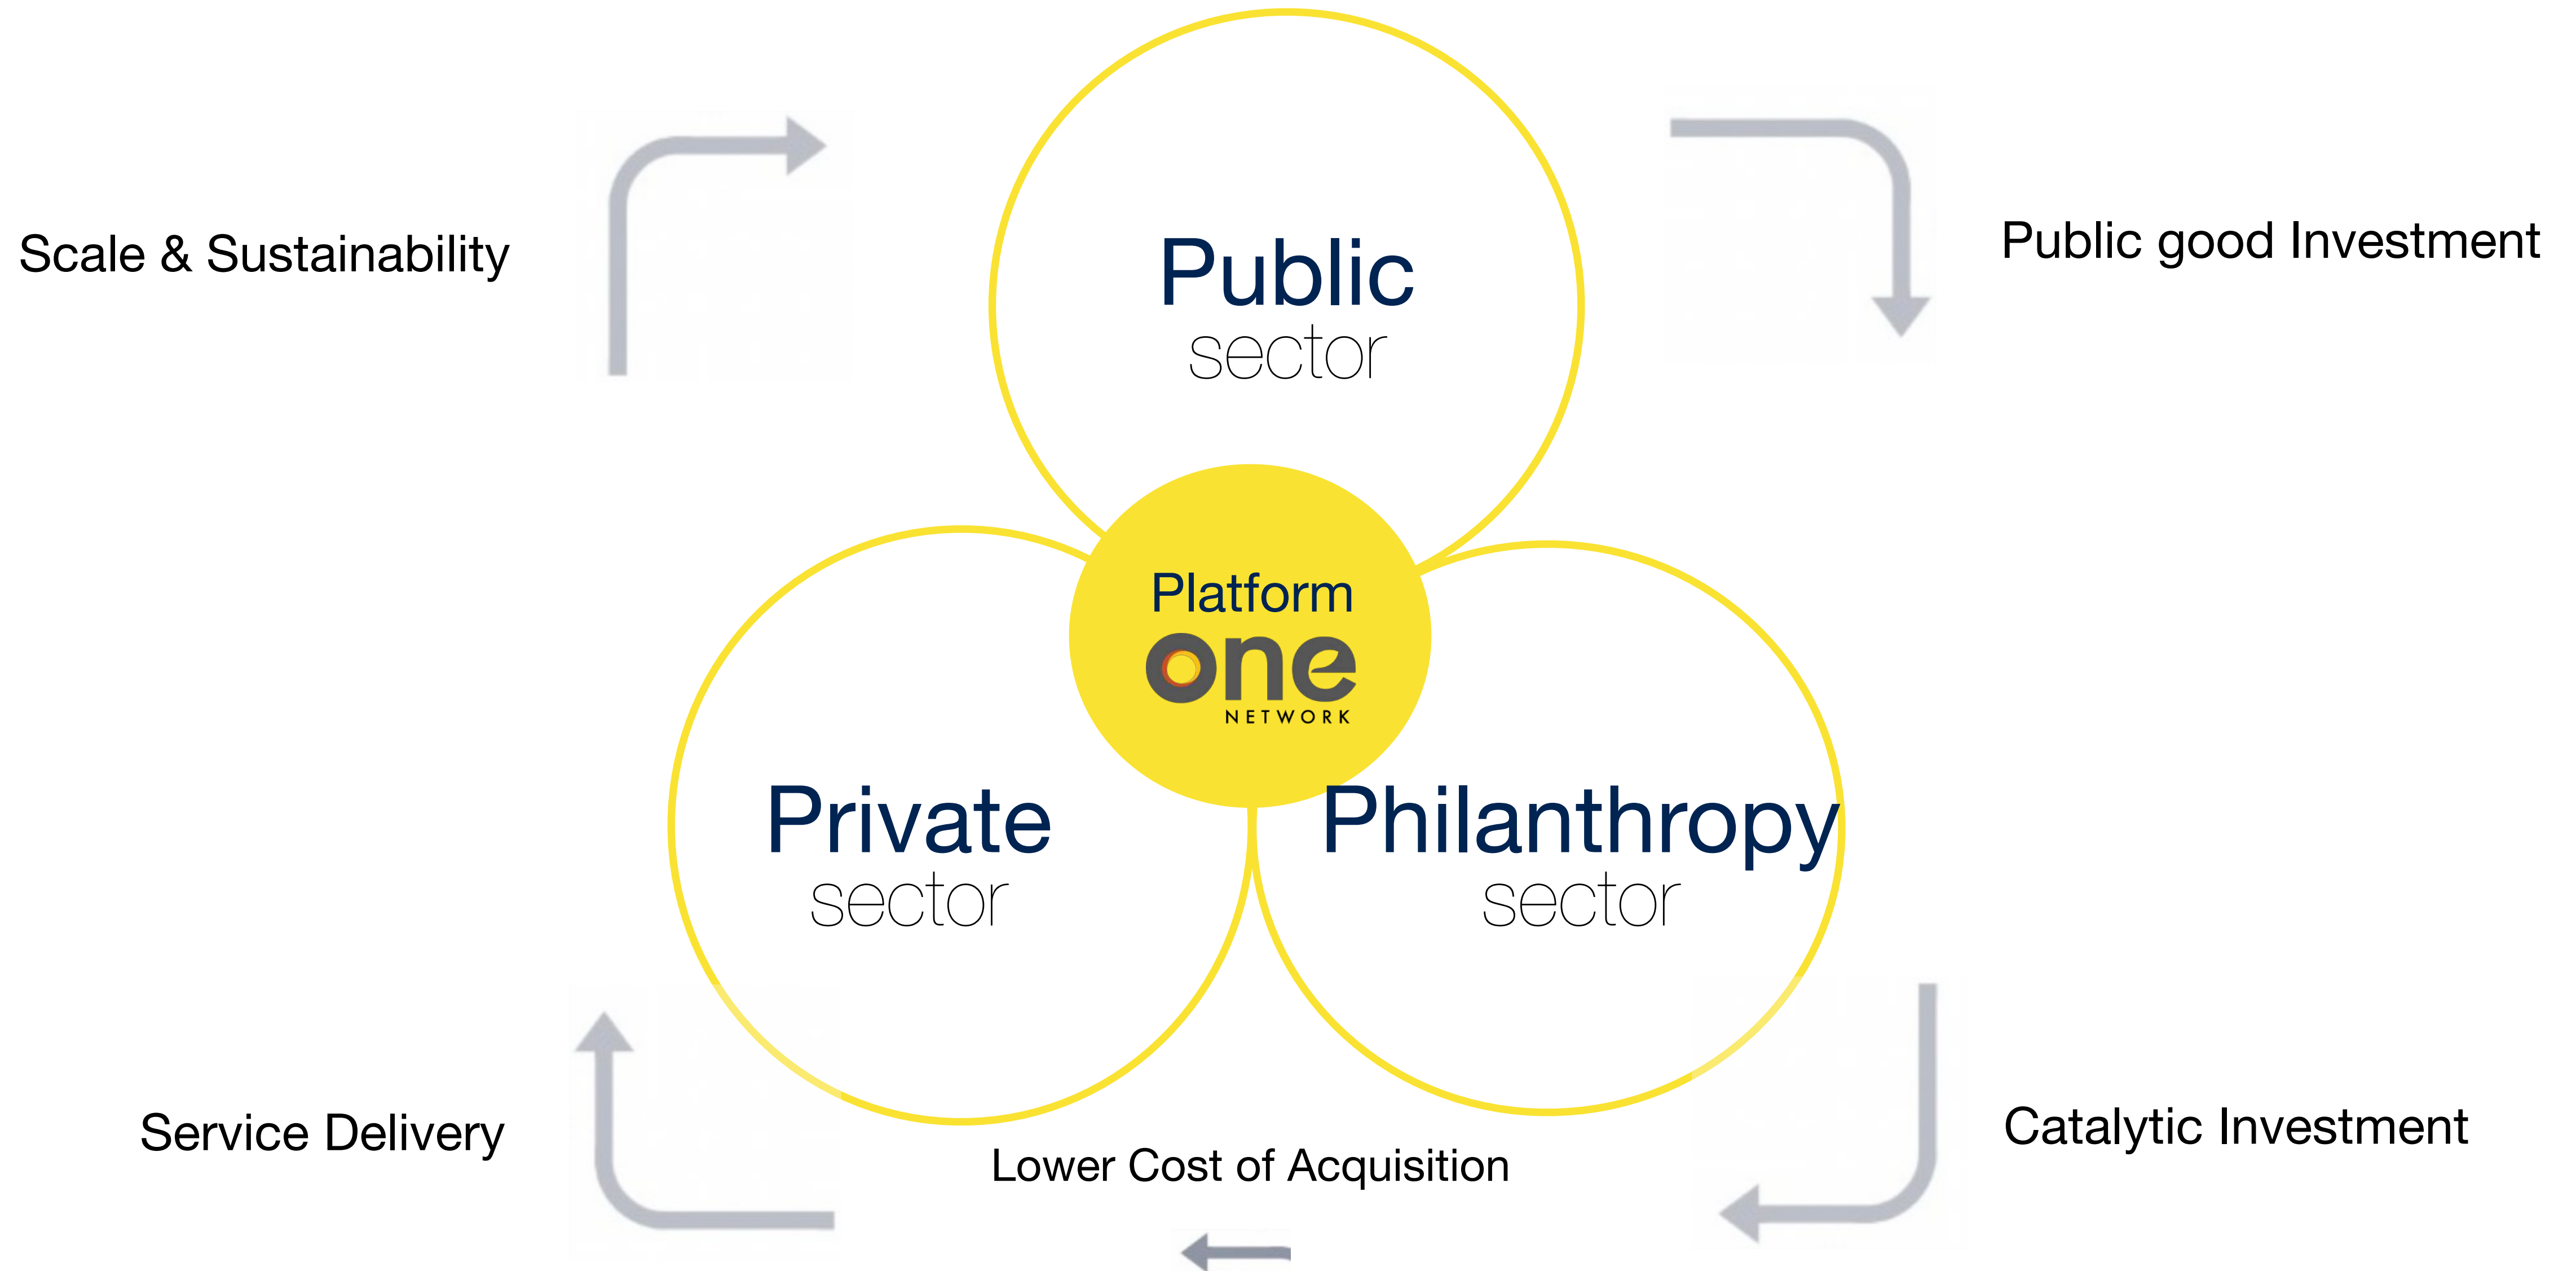 Scale & Sustainability
Public good Investment
Public
sector
Platform
one
NETWORK
Private
sector
Philanthropy
sector
Service Delivery
Lower Cost of Acquisition
Catalytic Investment